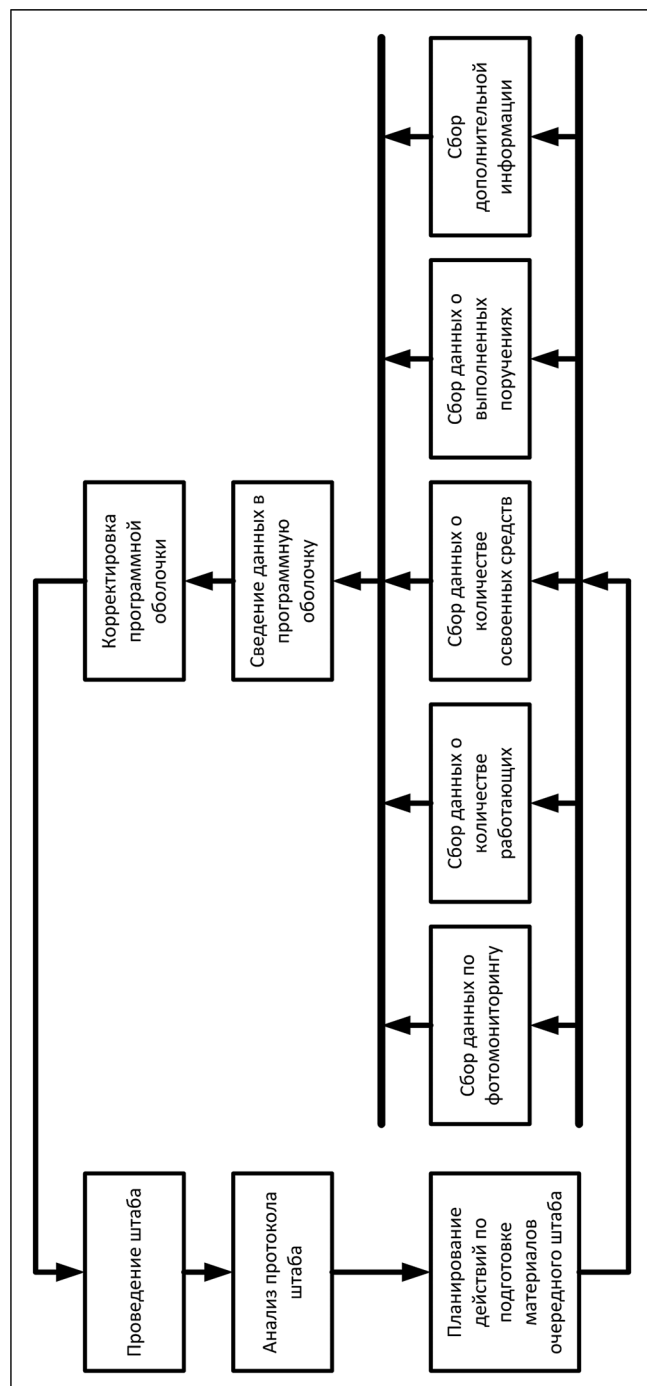 Проведение штаба
Анализ протокола
штаба
Планирование
действий по
подготовке
материалов
очередного штаба
Сбор данных по
фотомониторингу
Сбор данных о
количестве
работающих
Сбор данных о
количестве
освоенных средств
Сбор данных о
выполненных
поручениях
Сбор
дополнительной
информации
Сведение данных в
программную
оболочку
Корректировка
программной
оболочки